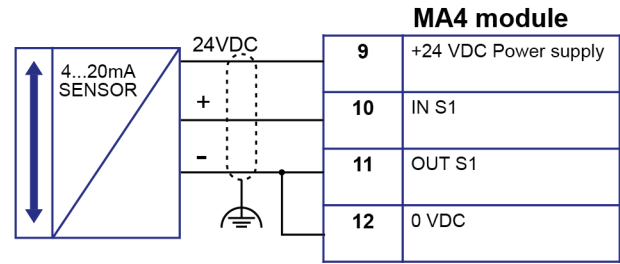 MA4 module
24VDC
4...20mA
SENSOR
+
-
9 +24 VDC Power supply
10 IN S1
11 OUT S1
12 0 VDC